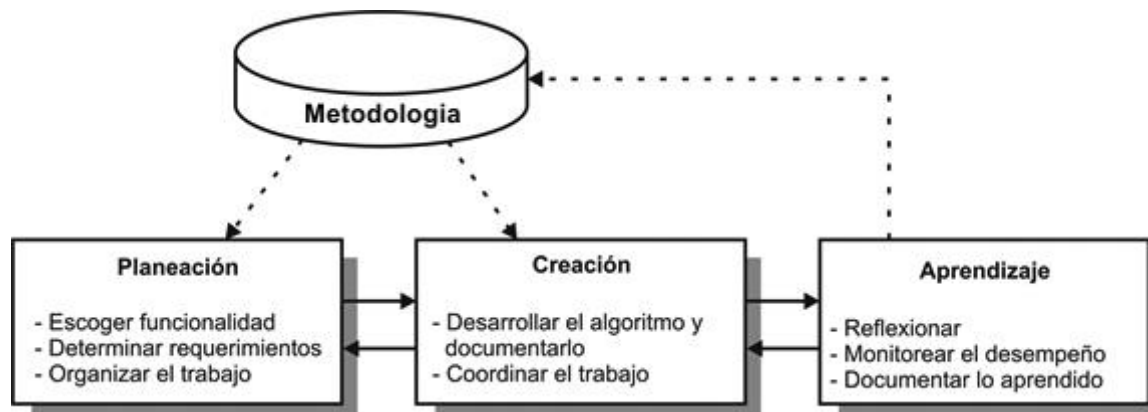 Metodologia
Planeación
- Escoger funcionalidad
- Determinar requerimientos
- Organizar el trabajo
Creación
- Desarrollar el algoritmo y
documentarlo
- Coordinar el trabajo
Aprendizaje
- Reflexionar
- Monitorear el desempeño
- Documentar lo aprendido